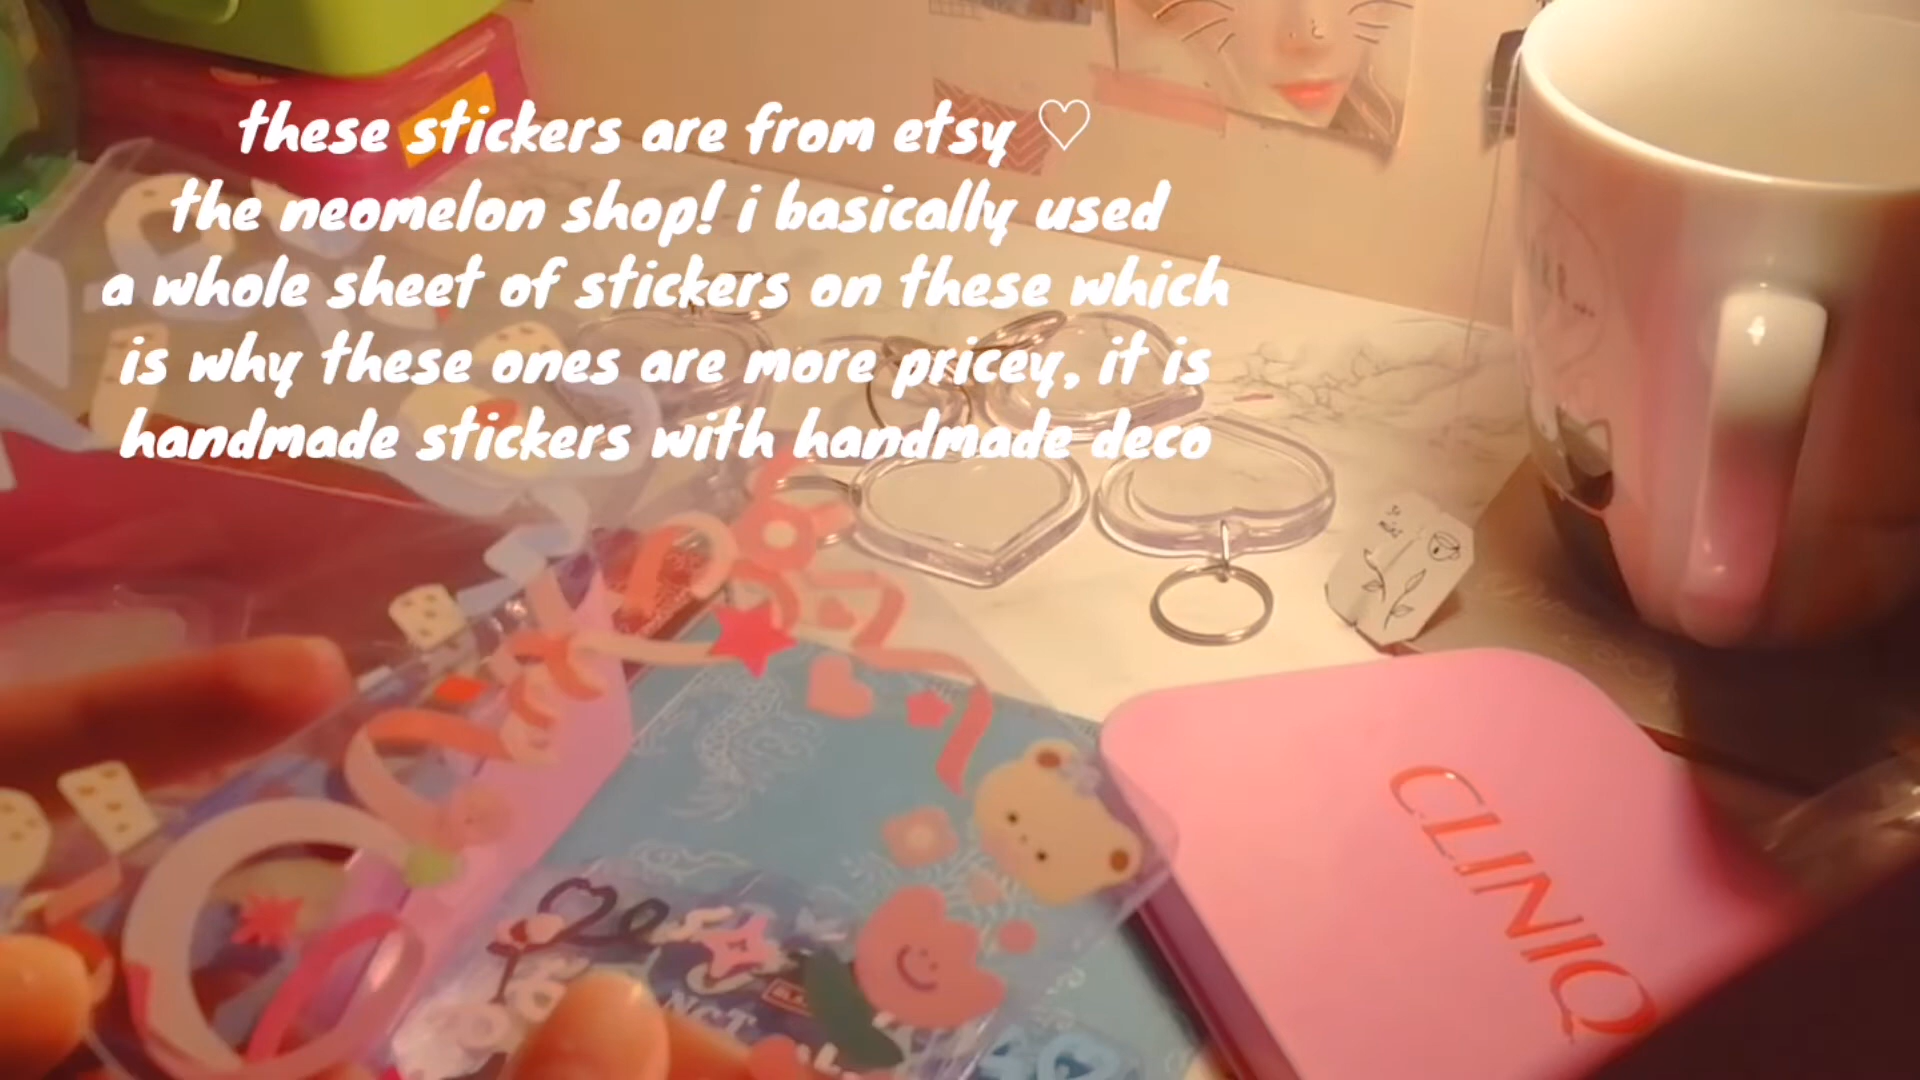 these stickers are from etsy ♡
the neomelon shop! i basically used
a whole sheet of stickers on these which
is why these ones are more pricey, it is
handmade stickers with handmade deco
CLINIQ
NCT